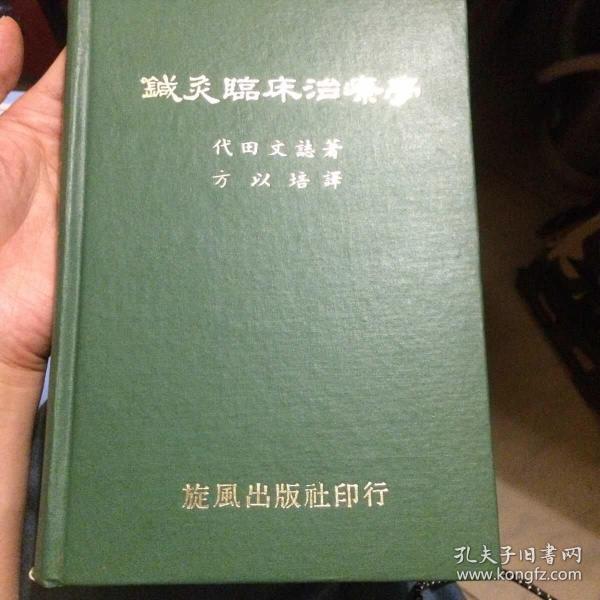 鍼灸臨床治療學
代田文誌著
方以培譯
旋風出版社印行
孔夫子旧书网
www.kongfz.com